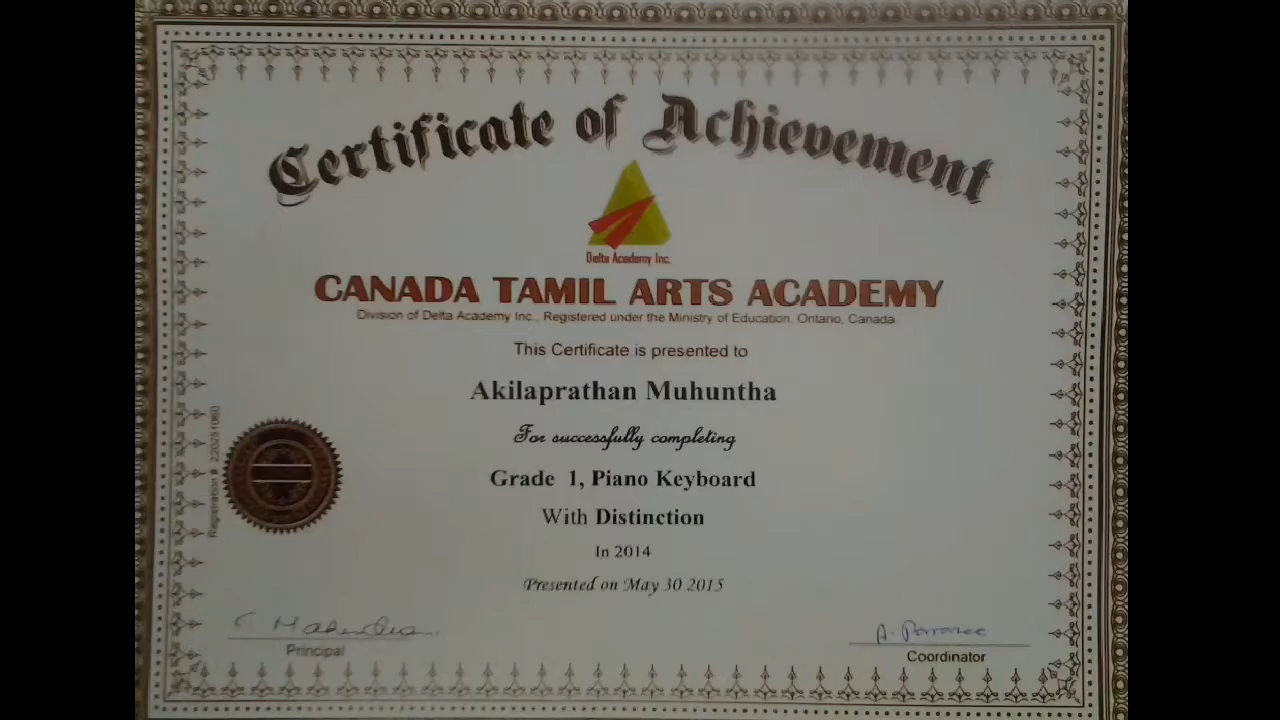 Certificate of Achievement
Delta Academy Inc.
CANADA TAMIL ARTS ACADEMY
Division of Delta Academy Inc., Registered under the Ministry of Education, Ontario, Canada.
This Certificate is presented to
Akilaprathan Muhuntha
For successfully completing
Grade 1, Piano Keyboard
With Distinction
In 2014
Presented on May 30 2015
Registration #
Principal
Coordinator